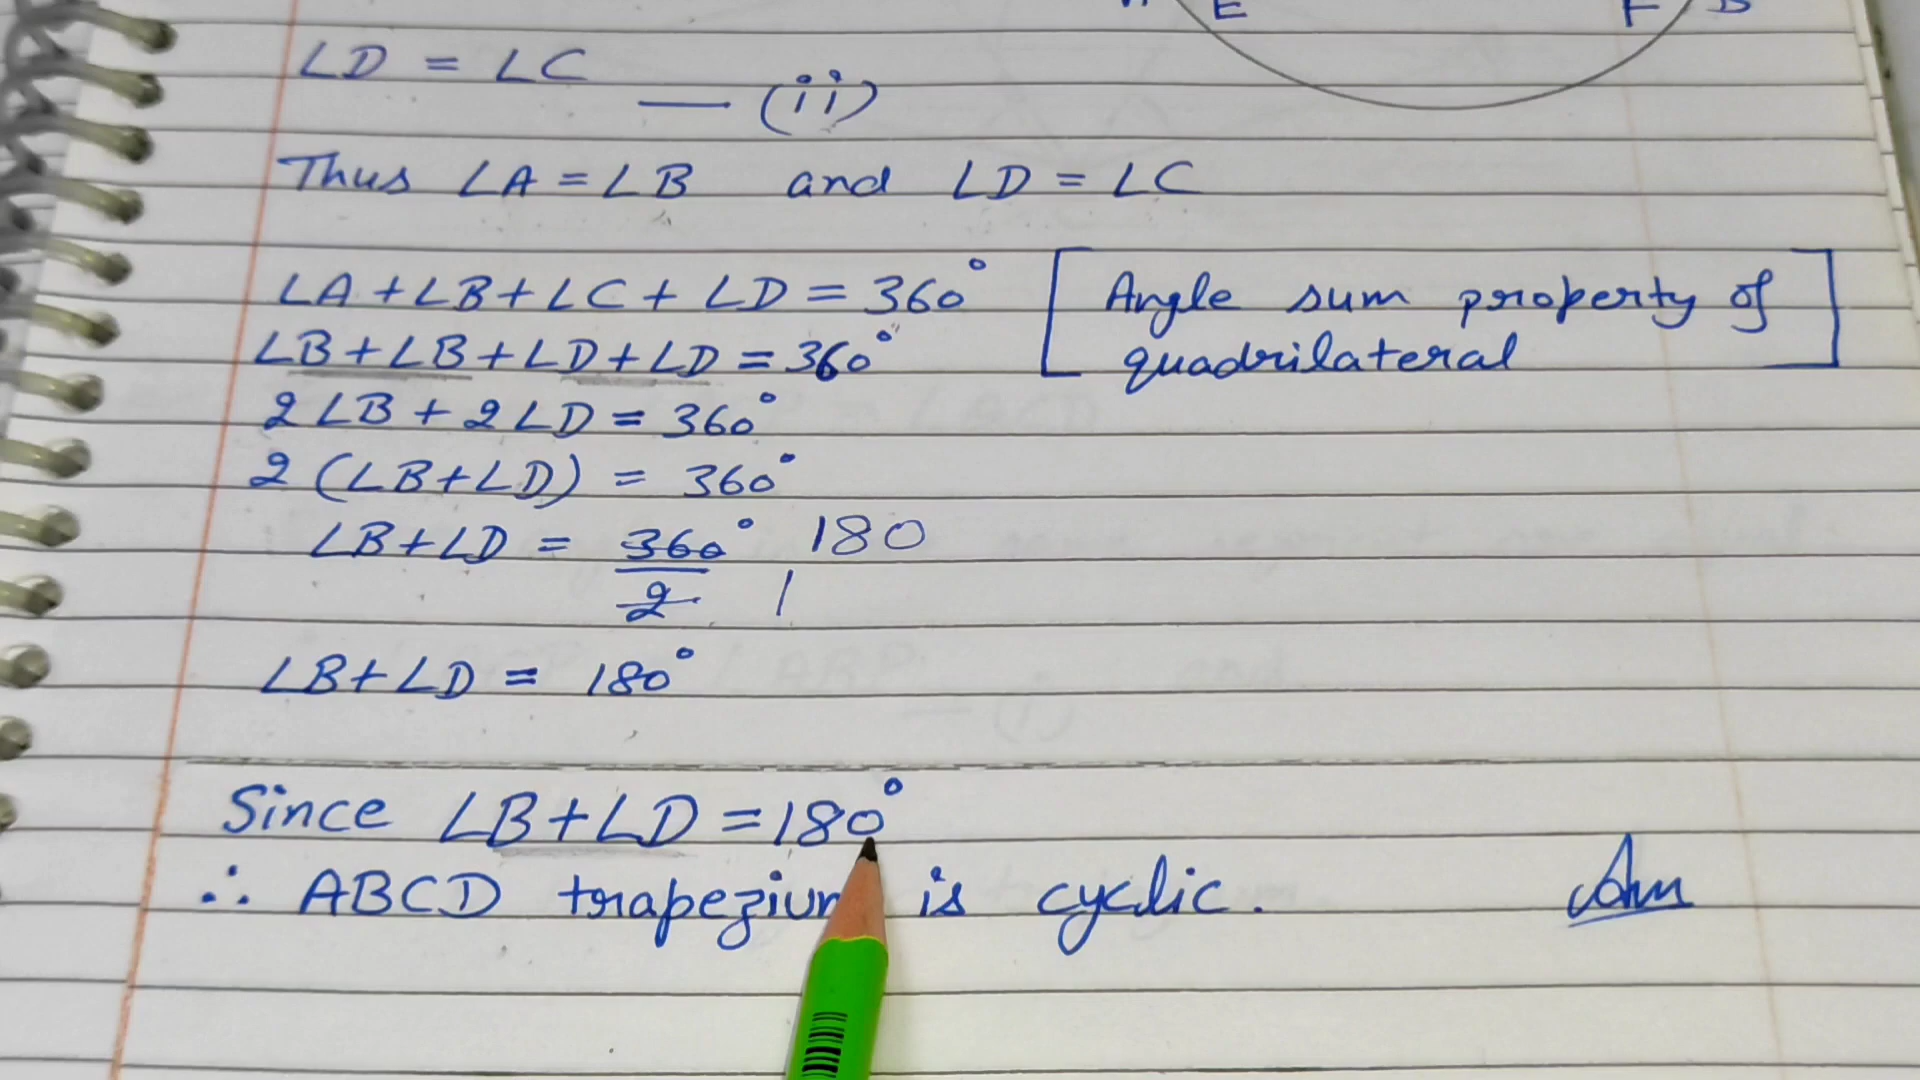 E F B
∠D = ∠C
— (ii)
Thus ∠A = ∠B and ∠D = ∠C
∠A + ∠B + ∠C + ∠D = 360° [Angle sum property of
quadrilateral]
∠B + ∠B + ∠D + ∠D = 360°
2∠B + 2∠D = 360°
2 (∠B + ∠D) = 360°
∠B + ∠D = 360° 180
2 1
∠B + ∠D = 180°
Since ∠B + ∠D = 180°
∴ ABCD trapezium is cyclic. Ans